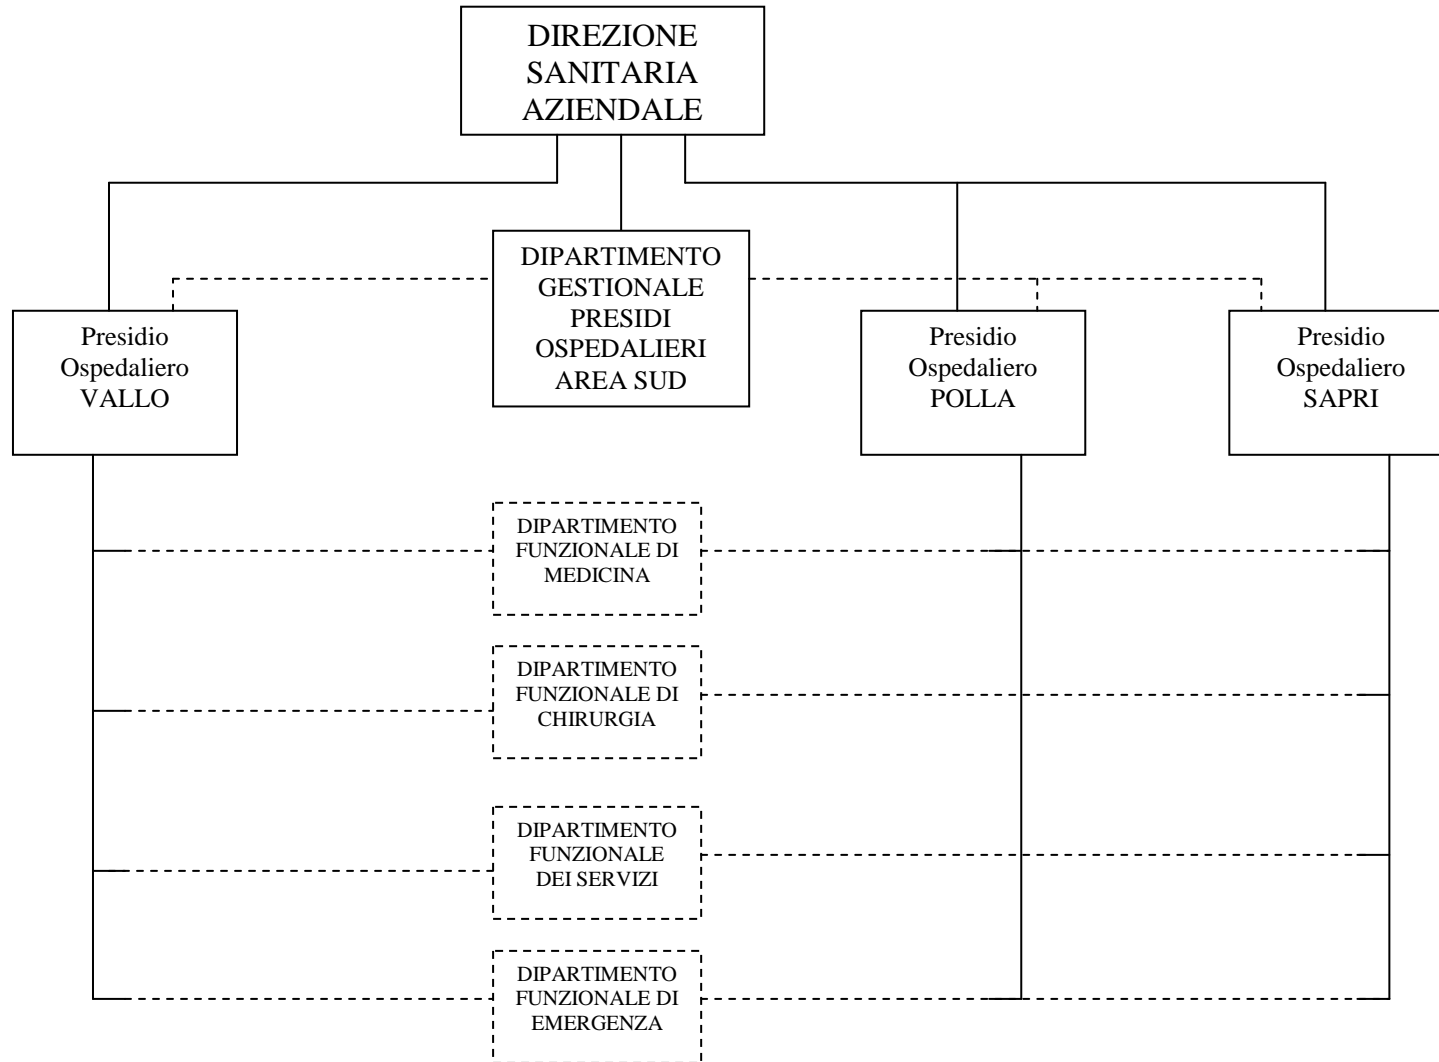 DIREZIONE
SANITARIA
AZIENDALE
DIPARTIMENTO
GESTIONALE
PRESIDI
OSPEDALIERI
AREA SUD
Presidio
Ospedaliero
VALLO
Presidio
Ospedaliero
POLLA
Presidio
Ospedaliero
SAPRI
DIPARTIMENTO
FUNZIONALE DI
MEDICINA
DIPARTIMENTO
FUNZIONALE DI
CHIRURGIA
DIPARTIMENTO
FUNZIONALE
DEI SERVIZI
DIPARTIMENTO
FUNZIONALE DI
EMERGENZA